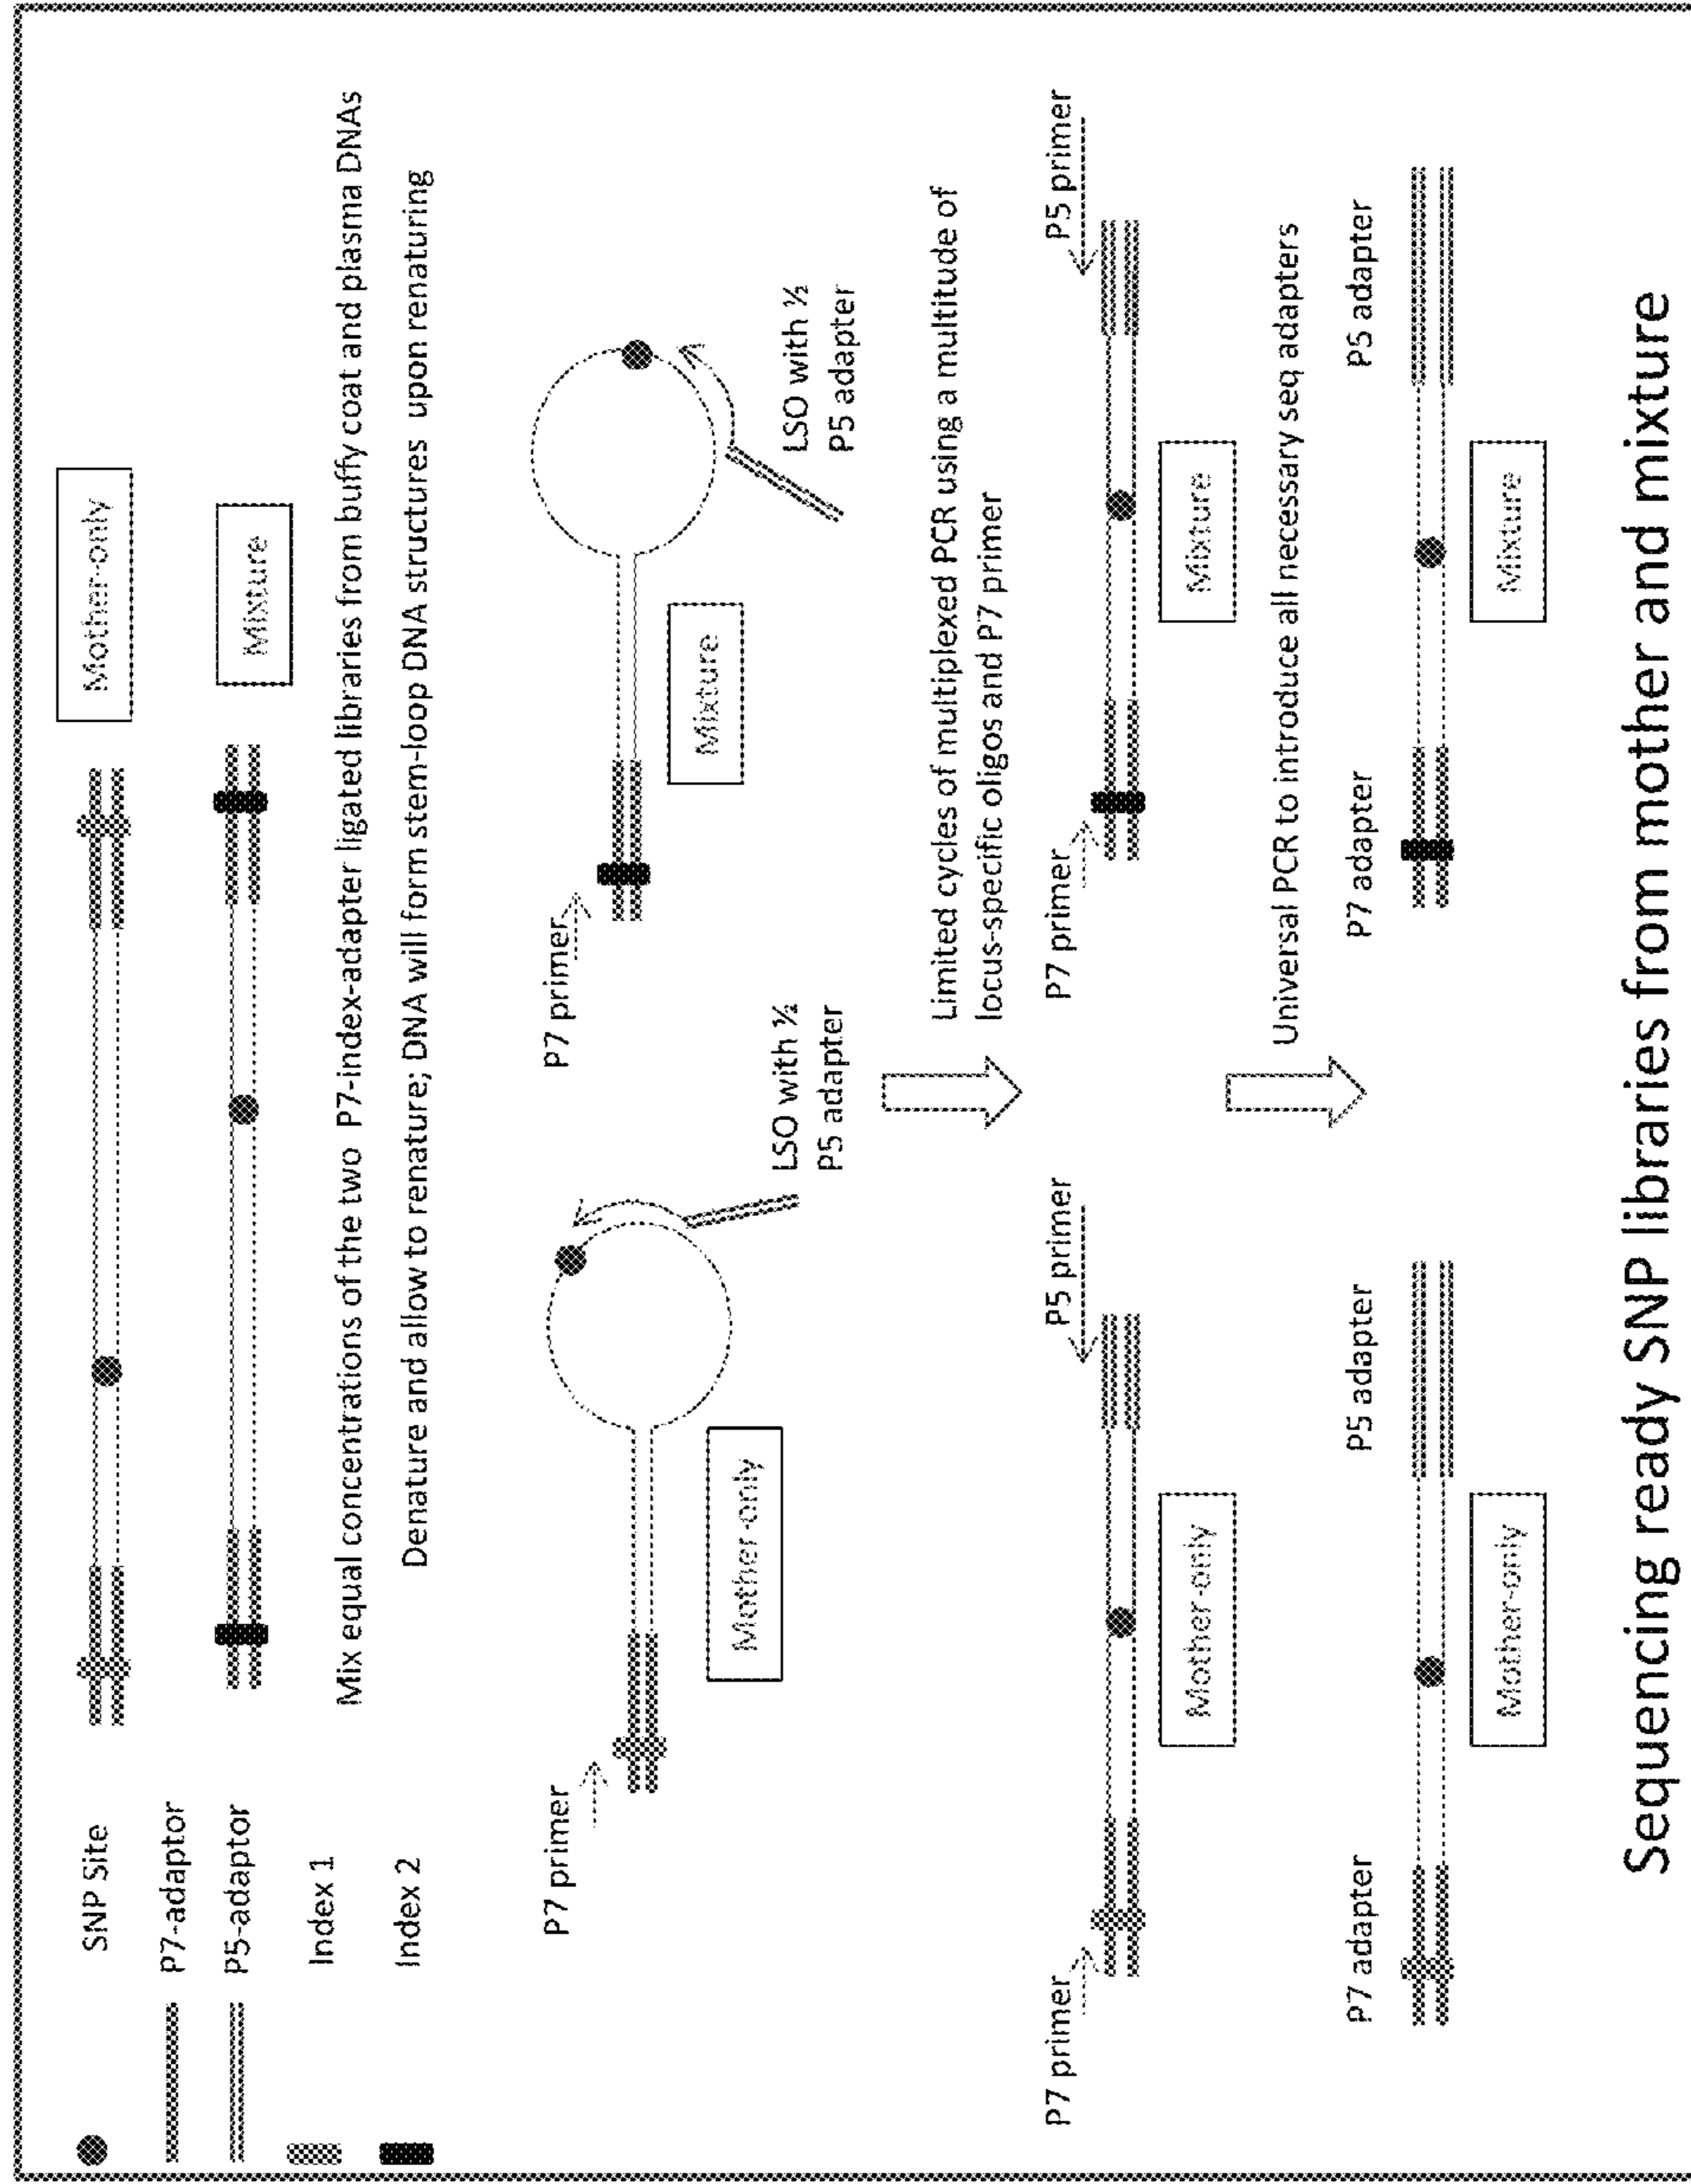 SNP Site
P7-adaptor
P5-adaptor
Index 1
Index 2
Mother-only
Mixture
Mix equal concentrations of the two P7-index-adapter ligated libraries from buffy coat and plasma DNAs
Denature and allow to renature; DNA will form stem-loop DNA structures upon renaturing
P7 primer
Mother-only
LSO with ½
P5 adapter
P7 primer
Mixture
LSO with ½
P5 adapter
Limited cycles of multiplexed PCR using a multitude of
locus-specific oligos and P7 primer
P7 primer
P5 primer
Mother-only
P7 primer
P5 primer
Mixture
Universal PCR to introduce all necessary seq adapters
P7 adapter
P5 adapter
Mother-only
P7 adapter
P5 adapter
Mixture
Sequencing ready SNP libraries from mother and mixture